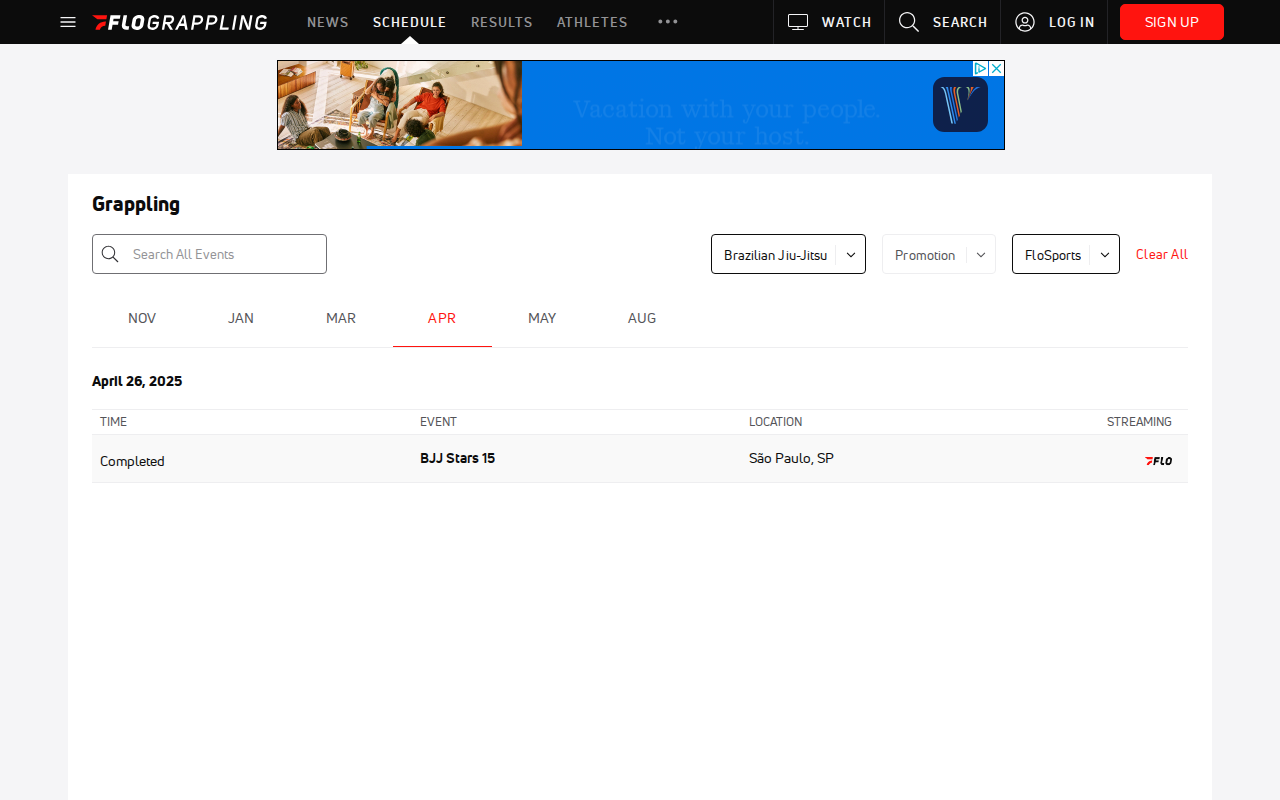 FLOGRAPPLING NEWS SCHEDULE RESULTS ATHLETES WATCH SEARCH LOG IN SIGN UP
Vacation with your people.
Not your host.
Grappling
Search All Events Brazilian Jiu-Jitsu Promotion FloSports Clear All
NOV JAN MAR APR MAY AUG
April 26, 2025
TIME EVENT LOCATION STREAMING
Completed BJJ Stars 15 São Paulo, SP FLO